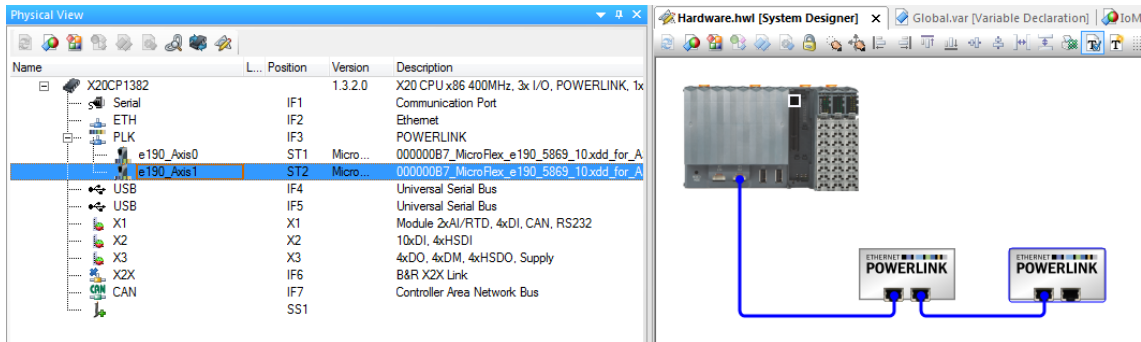 Physical View
Name L... Position Version Description
X20CP1382 1.3.2.0 X20 CPU x86 400MHz, 3x I/O, POWERLINK, 1x
Serial IF1 Communication Port
ETH IF2 Ethernet
PLK IF3 POWERLINK
e190_Axis0 ST1 Micro... 000000B7_MicroFlex_e190_5869_10.xdd_for_A
e190_Axis1 ST2 Micro... 000000B7_MicroFlex_e190_5869_10.xdd_for_A
USB IF4 Universal Serial Bus
USB IF5 Universal Serial Bus
X1 X1 Module 2xAI/RTD, 4xDI, CAN, RS232
X2 X2 10xDI, 4xHSDI
X3 X3 4xDO, 4xDM, 4xHSDO, Supply
X2X IF6 B&R X2X Link
CAN CAN IF7 Controller Area Network Bus
SS1
Hardware.hwl [System Designer] Global.var [Variable Declaration] IoM
ETHERNET
POWERLINK
ETHERNET
POWERLINK